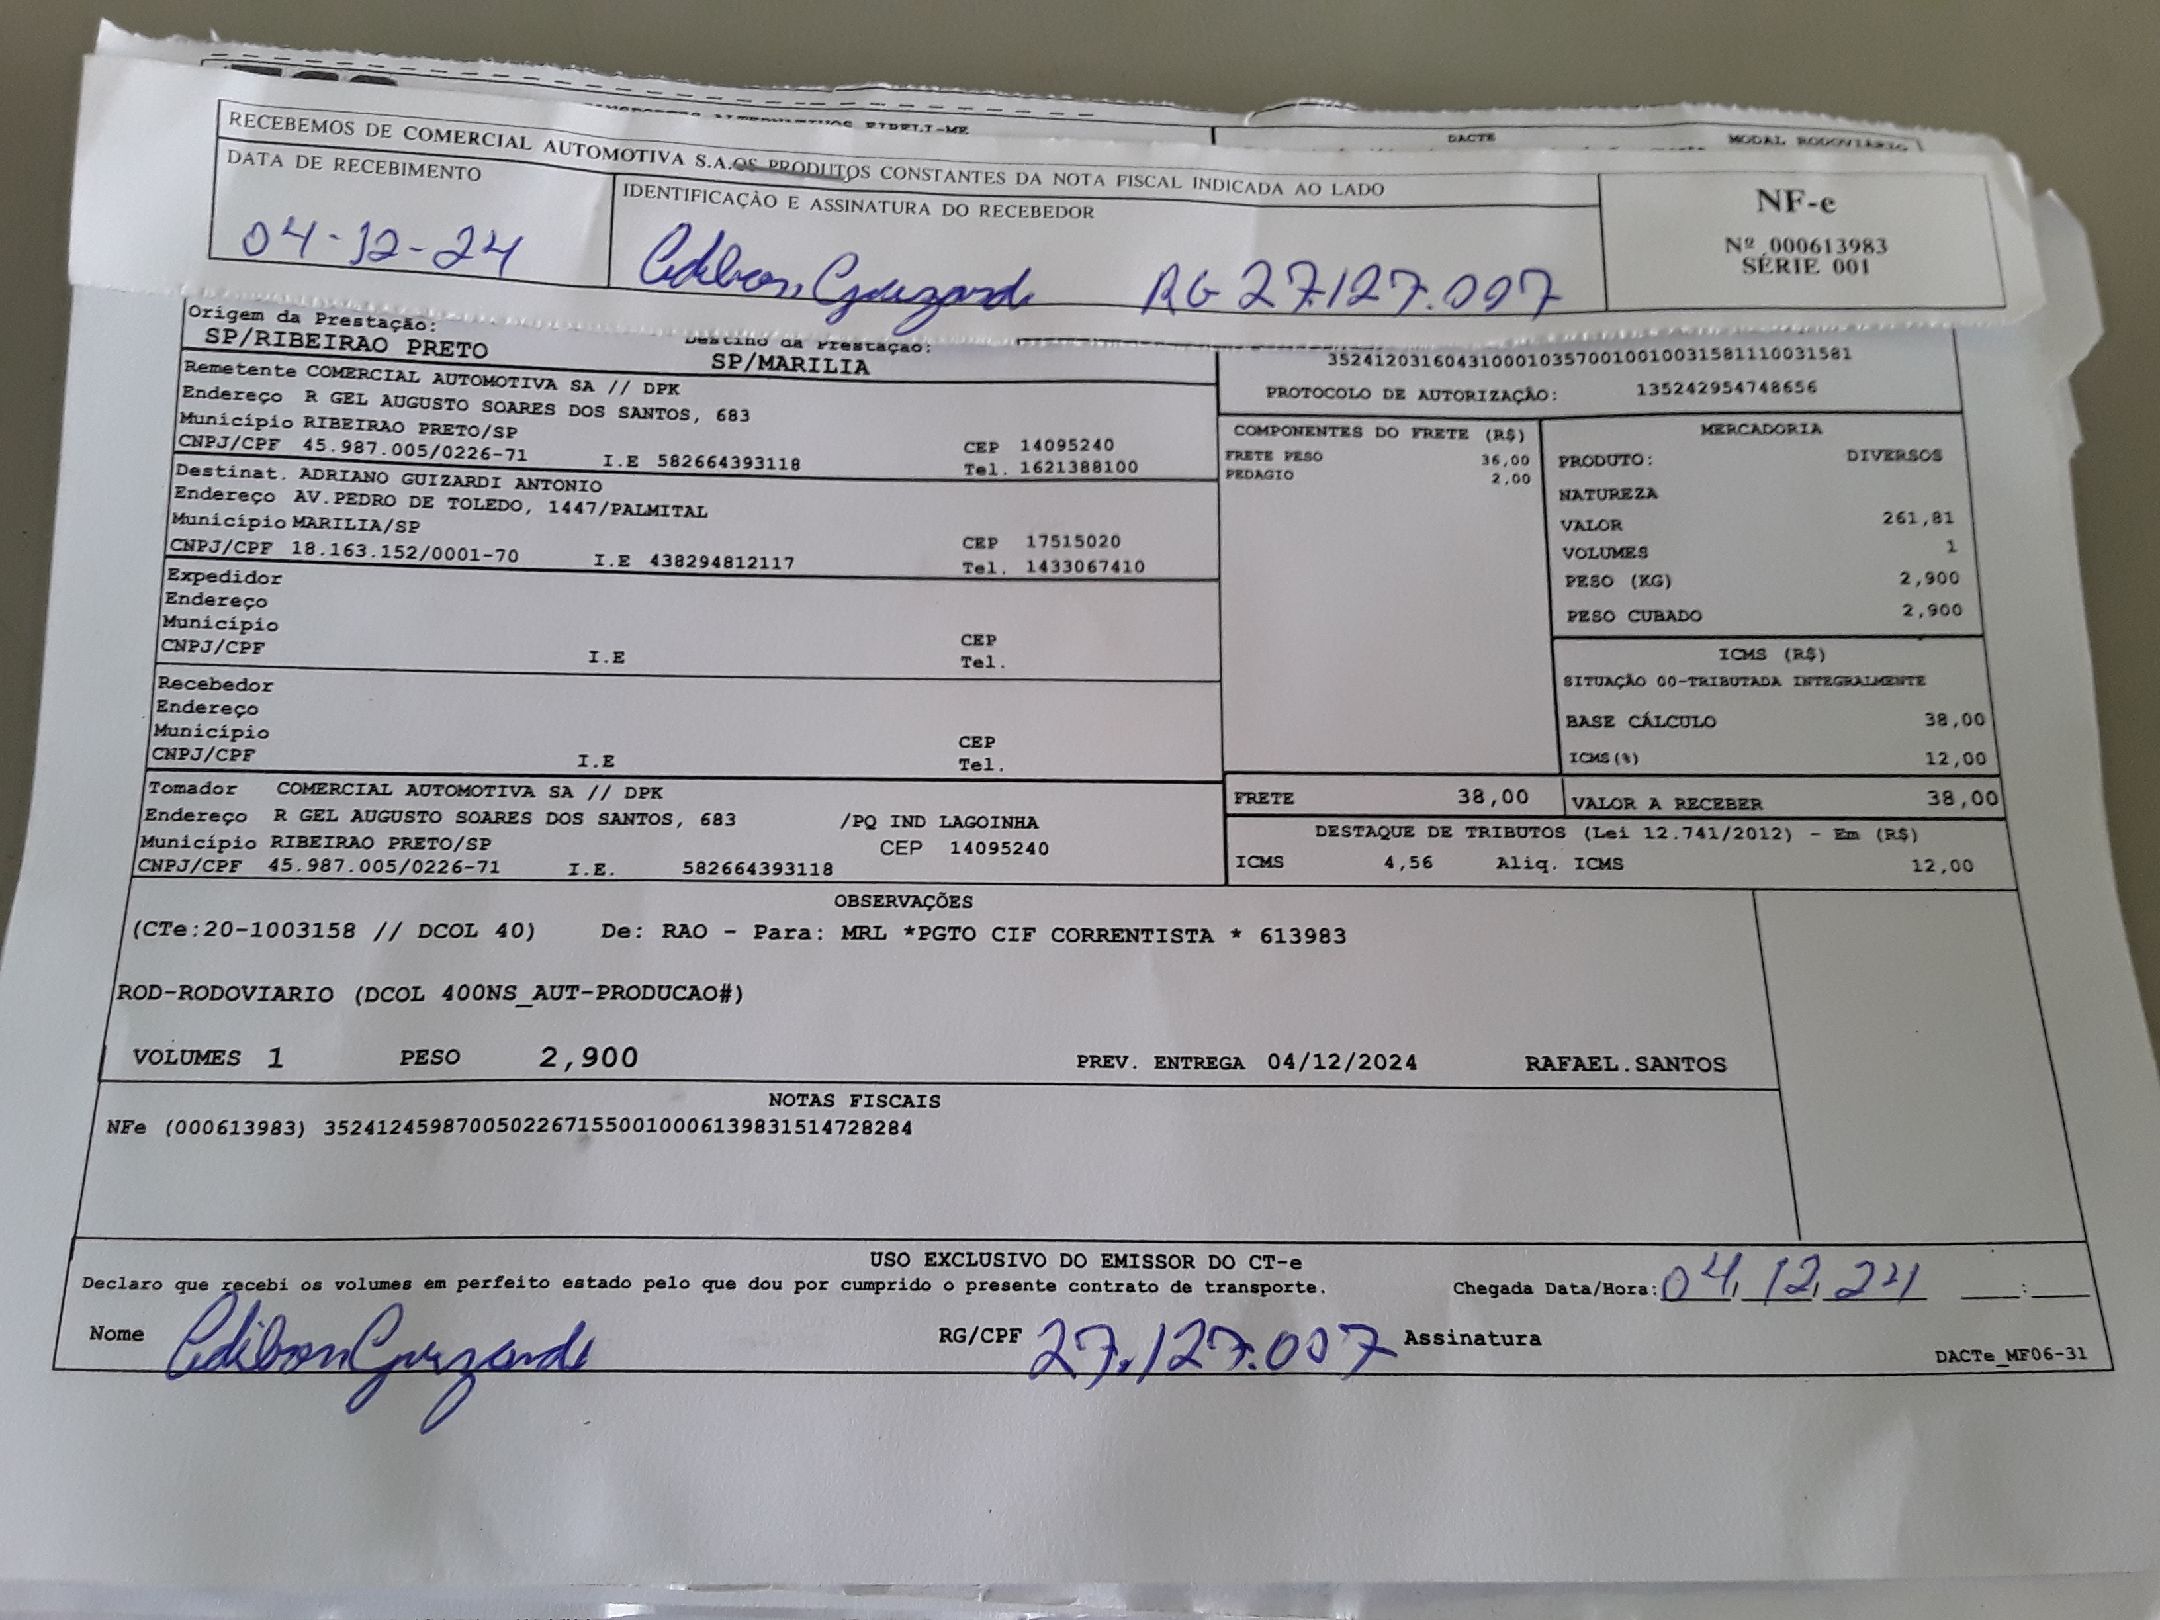 DACTE MODAL RODOVIÁRIO
RECEBEMOS DE COMERCIAL AUTOMOTIVA S.A.OS PRODUTOS CONSTANTES DA NOTA FISCAL INDICADA AO LADO
DATA DE RECEBIMENTO
04-12-24
IDENTIFICAÇÃO E ASSINATURA DO RECEBEDOR
Edilson Guizardi RG 27.127.007
NF-e
Nº 000613983
SÉRIE 001
Origem da Prestação:
SP/RIBEIRAO PRETO
Destino da Prestação:
SP/MARILIA
35241203160431000103570010010031581110031581
PROTOCOLO DE AUTORIZAÇÃO: 135242954748656
Remetente COMERCIAL AUTOMOTIVA SA // DPK
Endereço R GEL AUGUSTO SOARES DOS SANTOS, 683
Município RIBEIRAO PRETO/SP CEP 14095240
CNPJ/CPF 45.987.005/0226-71 I.E 582664393118 Tel. 1621388100
Destinat. ADRIANO GUIZARDI ANTONIO
Endereço AV.PEDRO DE TOLEDO, 1447/PALMITAL
Município MARILIA/SP CEP 17515020
CNPJ/CPF 18.163.152/0001-70 I.E 438294812117 Tel. 1433067410
Expedidor
Endereço
Município CEP
CNPJ/CPF I.E Tel.
Recebedor
Endereço
Município CEP
CNPJ/CPF I.E Tel.
Tomador COMERCIAL AUTOMOTIVA SA // DPK
Endereço R GEL AUGUSTO SOARES DOS SANTOS, 683 /PQ IND LAGOINHA
Município RIBEIRAO PRETO/SP CEP 14095240
CNPJ/CPF 45.987.005/0226-71 I.E. 582664393118
COMPONENTES DO FRETE (R$)
FRETE PESO 36,00
PEDAGIO 2,00
MERCADORIA
PRODUTO: DIVERSOS
NATUREZA
VALOR 261,81
VOLUMES 1
PESO (KG) 2,900
PESO CUBADO 2,900
ICMS (R$)
SITUAÇÃO 00-TRIBUTADA INTEGRALMENTE
BASE CÁLCULO 38,00
ICMS(%) 12,00
FRETE 38,00 VALOR A RECEBER 38,00
DESTAQUE DE TRIBUTOS (Lei 12.741/2012) - Em (R$)
ICMS 4,56 Aliq. ICMS 12,00
OBSERVAÇÕES
(CTe:20-1003158 // DCOL 40) De: RAO - Para: MRL *PGTO CIF CORRENTISTA * 613983
ROD-RODOVIARIO (DCOL 400NS_AUT-PRODUCAO#)
VOLUMES 1 PESO 2,900 PREV. ENTREGA 04/12/2024 RAFAEL.SANTOS
NOTAS FISCAIS
NFe (000613983) 35241245987005022671550010006139831514728284
USO EXCLUSIVO DO EMISSOR DO CT-e
Declaro que recebi os volumes em perfeito estado pelo que dou por cumprido o presente contrato de transporte. Chegada Data/Hora: 04, 12, 24 :
Nome Edilson Guizardi RG/CPF 27.127.007 Assinatura
DACTe_MF06-31